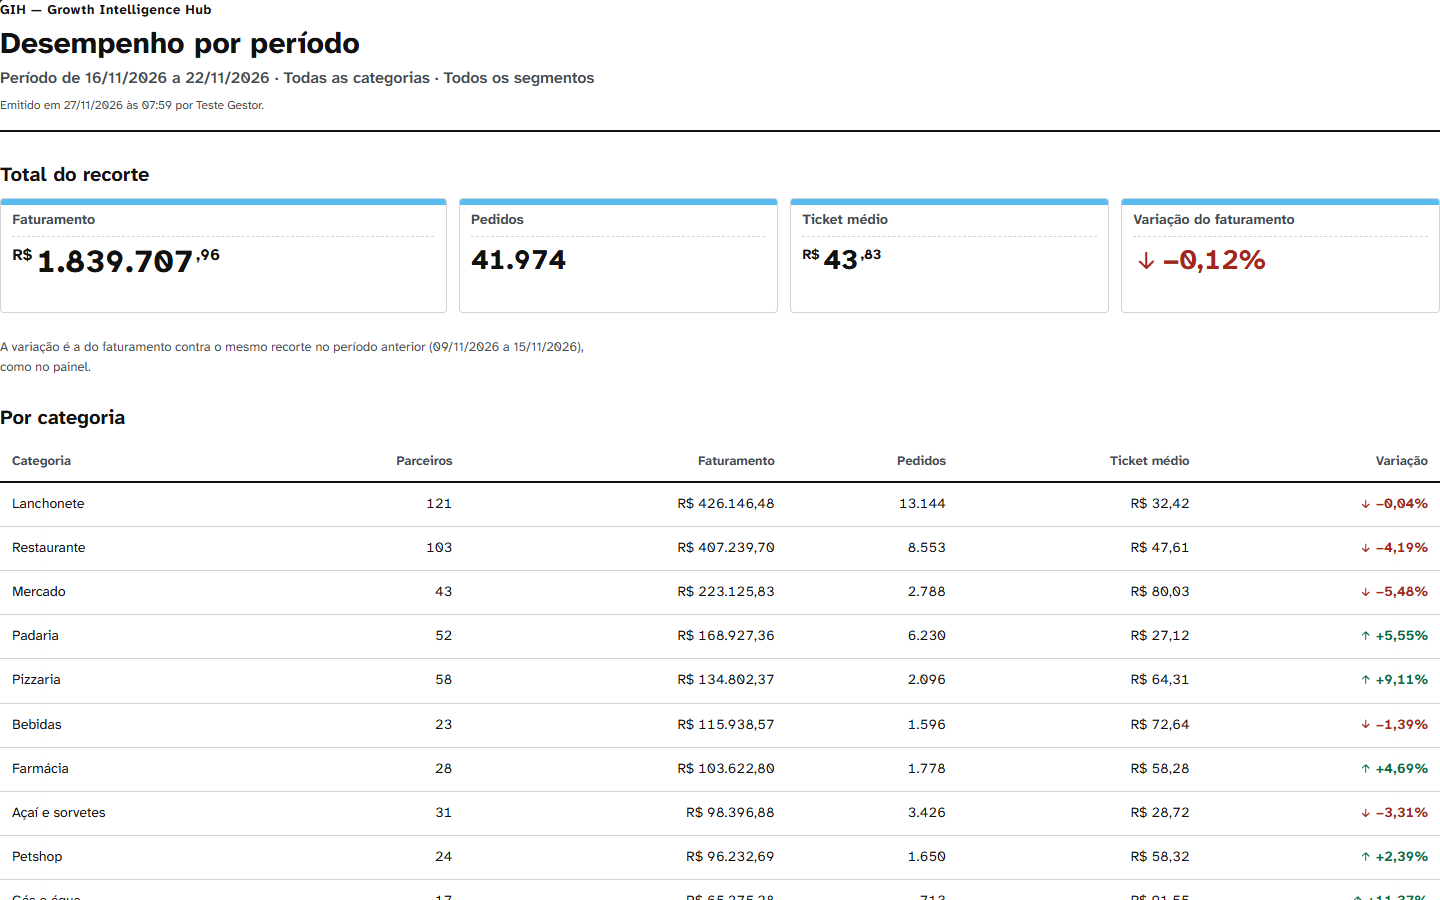 GIH — Growth Intelligence Hub
Desempenho por período
Período de 16/11/2026 a 22/11/2026 · Todas as categorias · Todos os segmentos
Emitido em 27/11/2026 às 07:59 por Teste Gestor.
Total do recorte
Faturamento Pedidos Ticket médio Variação do faturamento
R$ 1.839.707,96 41.974 R$ 43,83 ↓ −0,12%
A variação é a do faturamento contra o mesmo recorte no período anterior (09/11/2026 a 15/11/2026),
como no painel.
Por categoria
Categoria Parceiros Faturamento Pedidos Ticket médio Variação
Lanchonete 121 R$ 426.146,48 13.144 R$ 32,42 ↓ −0,04%
Restaurante 103 R$ 407.239,70 8.553 R$ 47,61 ↓ −4,19%
Mercado 43 R$ 223.125,83 2.788 R$ 80,03 ↓ −5,48%
Padaria 52 R$ 168.927,36 6.230 R$ 27,12 ↑ +5,55%
Pizzaria 58 R$ 134.802,37 2.096 R$ 64,31 ↑ +9,11%
Bebidas 23 R$ 115.938,57 1.596 R$ 72,64 ↓ −1,39%
Farmácia 28 R$ 103.622,80 1.778 R$ 58,28 ↑ +4,69%
Açaí e sorvetes 31 R$ 98.396,88 3.426 R$ 28,72 ↓ −3,31%
Petshop 24 R$ 96.232,69 1.650 R$ 58,32 ↑ +2,39%